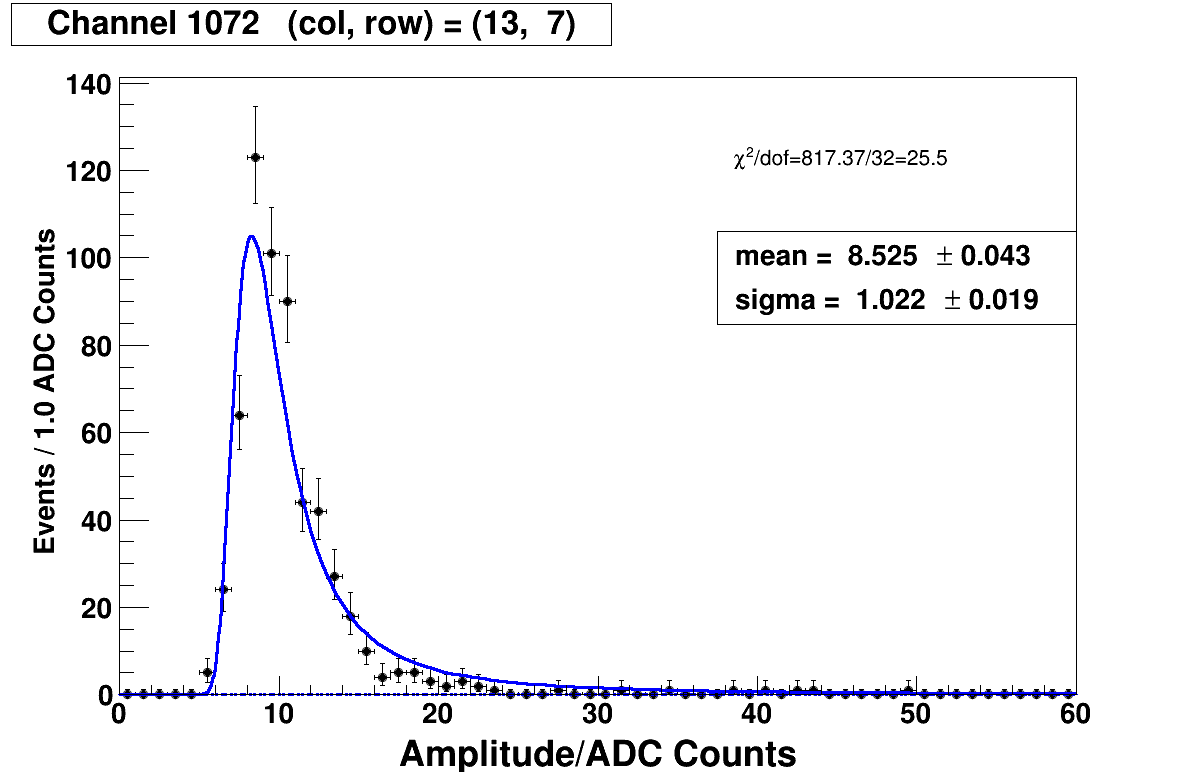 Channel 1072 (col, row) = (13, 7)
140
120
100
80
60
40
20
0
Events / 1.0 ADC Counts
χ²/dof=817.37/32=25.5
mean = 8.525 ± 0.043
sigma = 1.022 ± 0.019
0 10 20 30 40 50 60
Amplitude/ADC Counts